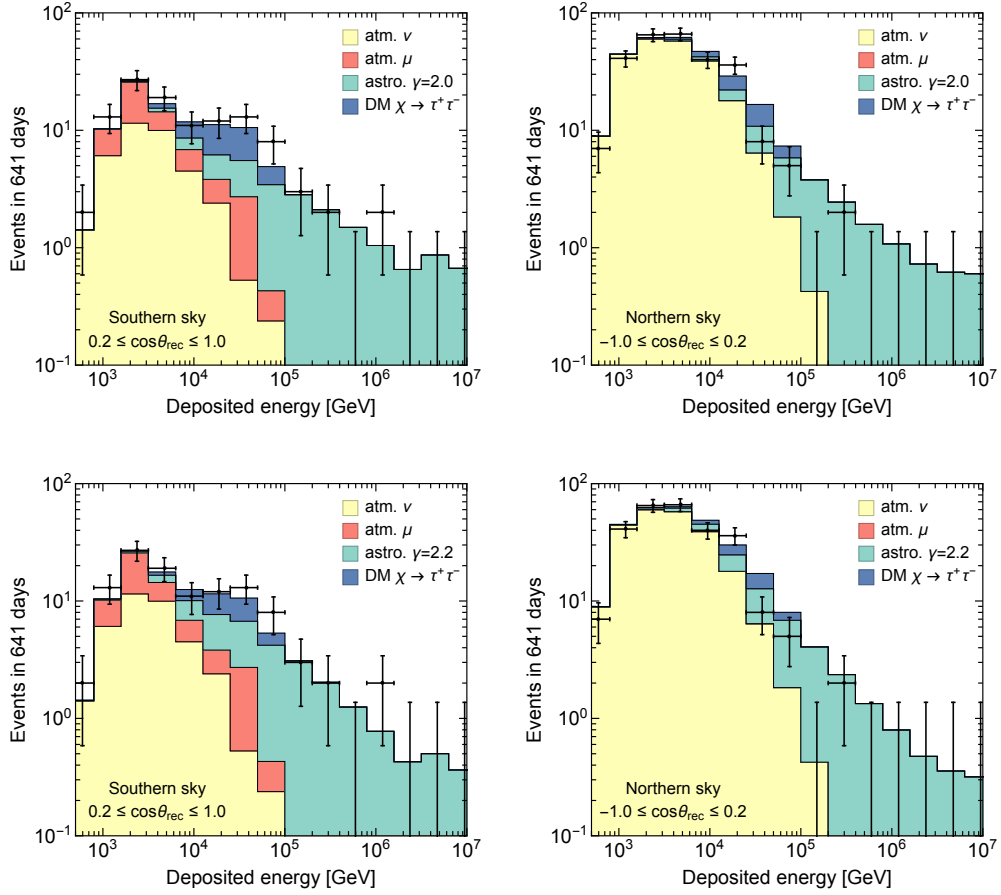 10²
10¹
10⁰
10⁻¹
Events in 641 days
atm. ν
atm. μ
astro. γ=2.0
DM χ → τ⁺τ⁻
Southern sky
0.2 ≤ cosθrec ≤ 1.0
10³ 10⁴ 10⁵ 10⁶ 10⁷
Deposited energy [GeV]
10²
10¹
10⁰
10⁻¹
Events in 641 days
atm. ν
atm. μ
astro. γ=2.0
DM χ → τ⁺τ⁻
Northern sky
−1.0 ≤ cosθrec ≤ 0.2
10³ 10⁴ 10⁵ 10⁶ 10⁷
Deposited energy [GeV]
10²
10¹
10⁰
10⁻¹
Events in 641 days
atm. ν
atm. μ
astro. γ=2.2
DM χ → τ⁺τ⁻
Southern sky
0.2 ≤ cosθrec ≤ 1.0
10³ 10⁴ 10⁵ 10⁶ 10⁷
Deposited energy [GeV]
10²
10¹
10⁰
10⁻¹
Events in 641 days
atm. ν
atm. μ
astro. γ=2.2
DM χ → τ⁺τ⁻
Northern sky
−1.0 ≤ cosθrec ≤ 0.2
10³ 10⁴ 10⁵ 10⁶ 10⁷
Deposited energy [GeV]